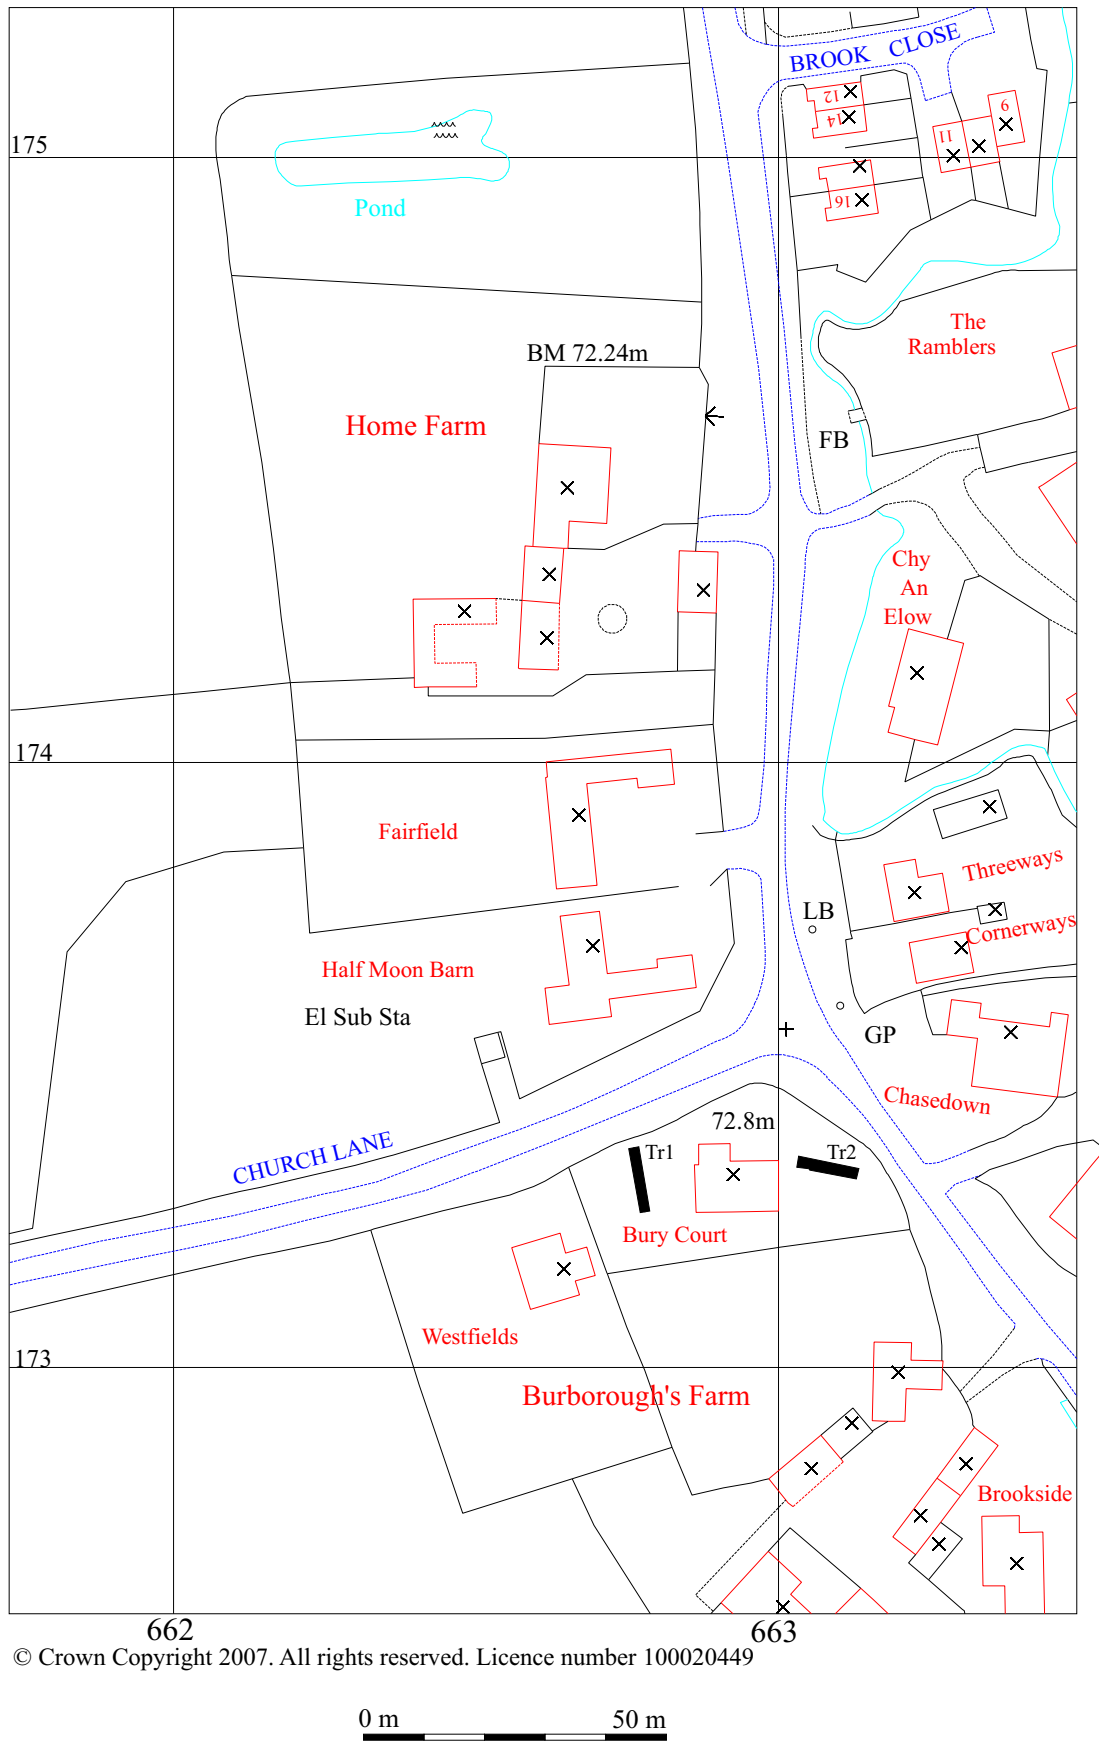 BROOK CLOSE
12
14
9
11
175
16
Pond
The
Ramblers
BM 72.24m
Home Farm
FB
Chy
An
Elow
174
Fairfield
Threeways
LB
Cornerways
Half Moon Barn
El Sub Sta
GP
Chasedown
72.8m
CHURCH LANE
Tr1
Tr2
Bury Court
Westfields
173
Burborough's Farm
Brookside
662
663
© Crown Copyright 2007. All rights reserved. Licence number 100020449
0 m
50 m